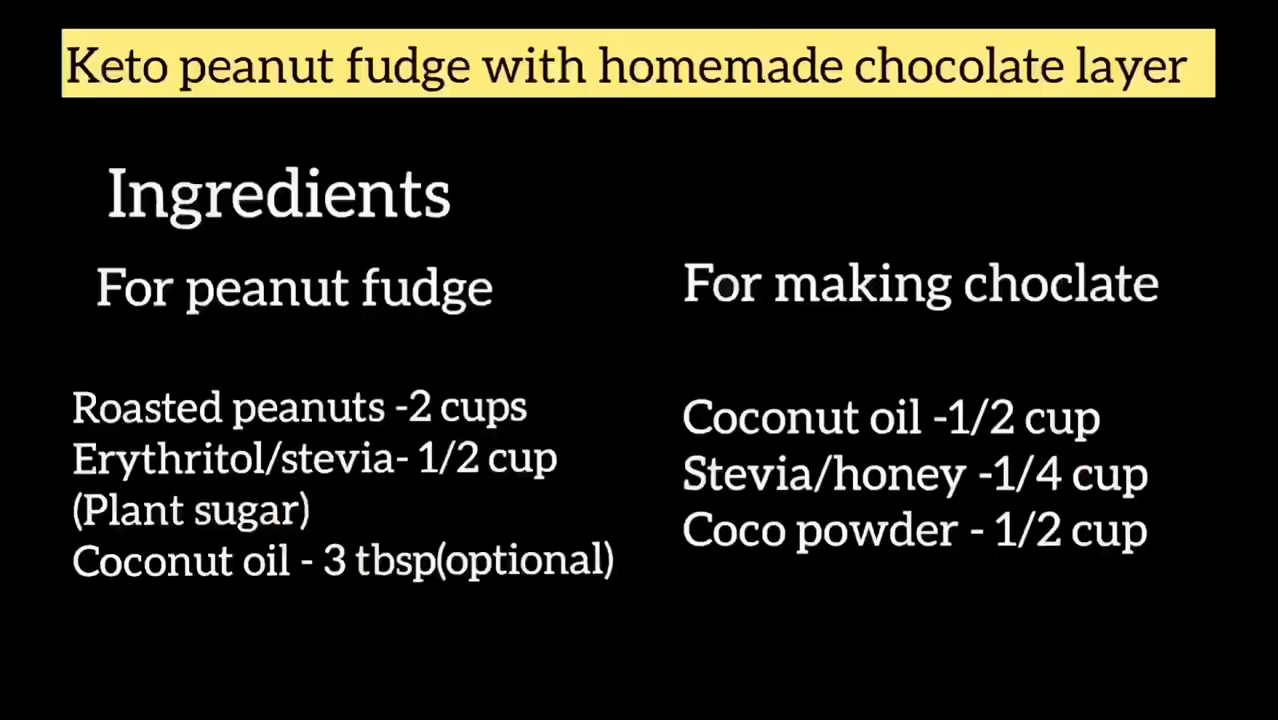 Keto peanut fudge with homemade chocolate layer
Ingredients
For peanut fudge
Roasted peanuts -2 cups
Erythritol/stevia- 1/2 cup
(Plant sugar)
Coconut oil - 3 tbsp(optional)
For making choclate
Coconut oil -1/2 cup
Stevia/honey -1/4 cup
Coco powder - 1/2 cup